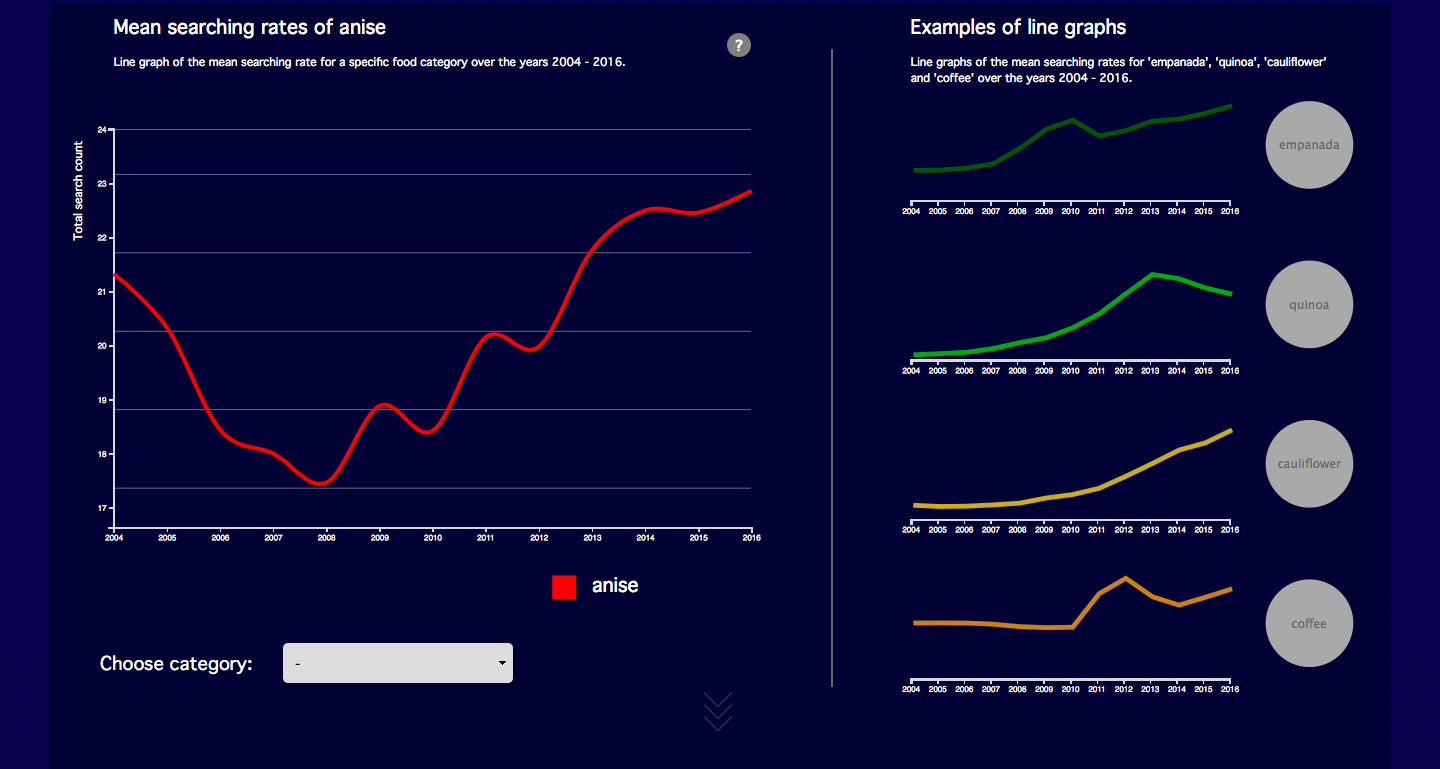 Mean searching rates of anise
?
Line graph of the mean searching rate for a specific food category over the years 2004 - 2016.
Total search count
24
23
22
21
20
19
18
17
2004 2005 2006 2007 2008 2009 2010 2011 2012 2013 2014 2015 2016
anise
Choose category: -
Examples of line graphs
Line graphs of the mean searching rates for 'empanada', 'quinoa', 'cauliflower'
and 'coffee' over the years 2004 - 2016.
empanada
2004 2005 2006 2007 2008 2009 2010 2011 2012 2013 2014 2015 2016
quinoa
2004 2005 2006 2007 2008 2009 2010 2011 2012 2013 2014 2015 2016
cauliflower
2004 2005 2006 2007 2008 2009 2010 2011 2012 2013 2014 2015 2016
coffee
2004 2005 2006 2007 2008 2009 2010 2011 2012 2013 2014 2015 2016